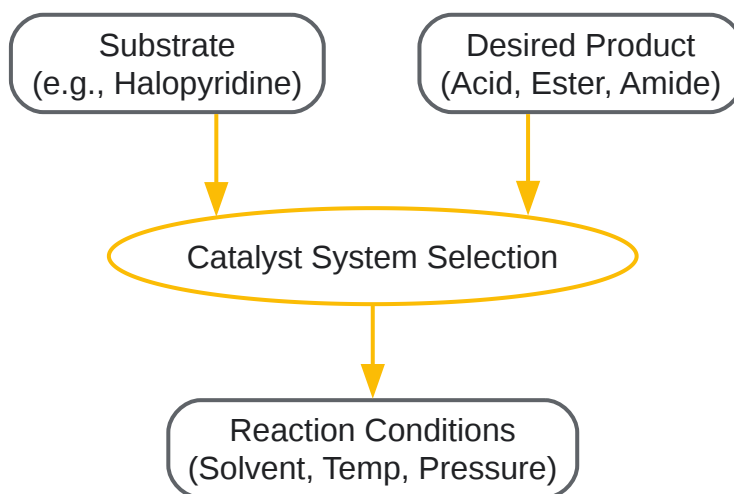 Substrate
(e.g., Halopyridine)
Desired Product
(Acid, Ester, Amide)
Catalyst System Selection
Reaction Conditions
(Solvent, Temp, Pressure)